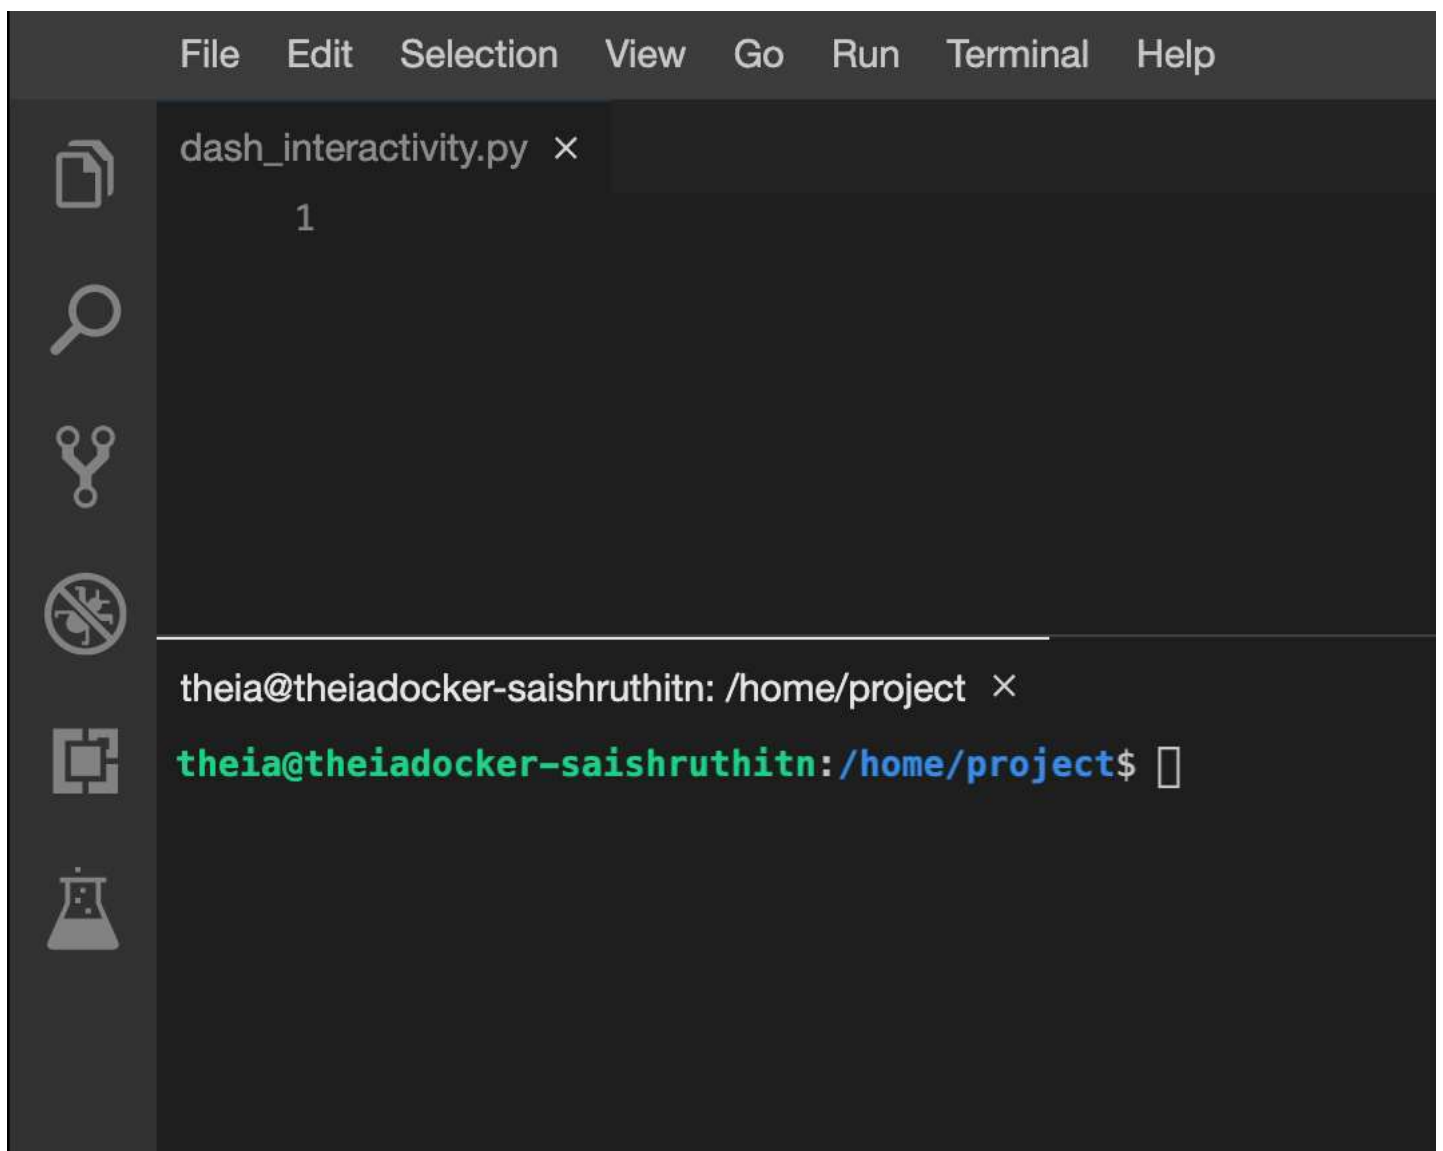 File Edit Selection View Go Run Terminal Help
dash_interactivity.py ×
1
theia@theiadocker-saishruthitn: /home/project ×
theia@theiadocker-saishruthitn:/home/project$